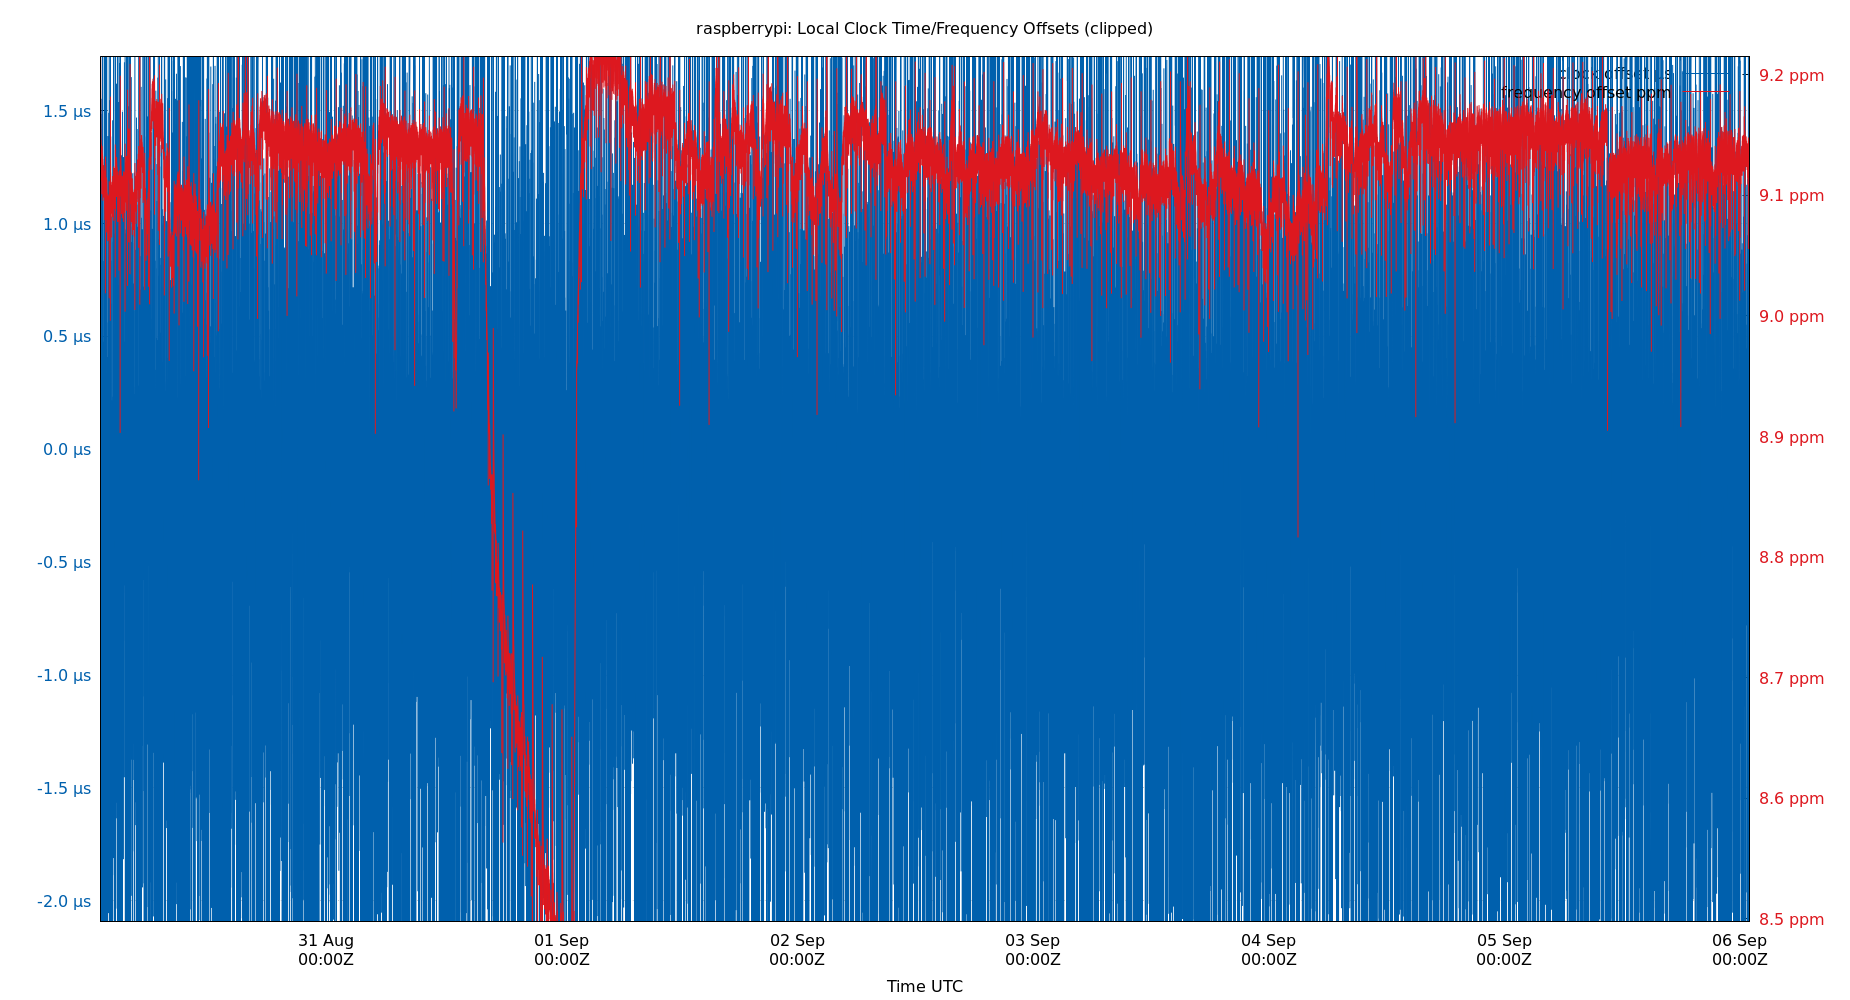 raspberrypi: Local Clock Time/Frequency Offsets (clipped)
clock offset µs
frequency offset ppm
1.5 µs
1.0 µs
0.5 µs
0.0 µs
-0.5 µs
-1.0 µs
-1.5 µs
-2.0 µs
9.2 ppm
9.1 ppm
9.0 ppm
8.9 ppm
8.8 ppm
8.7 ppm
8.6 ppm
8.5 ppm
31 Aug 01 Sep 02 Sep 03 Sep 04 Sep 05 Sep 06 Sep
00:00Z 00:00Z 00:00Z 00:00Z 00:00Z 00:00Z 00:00Z
Time UTC